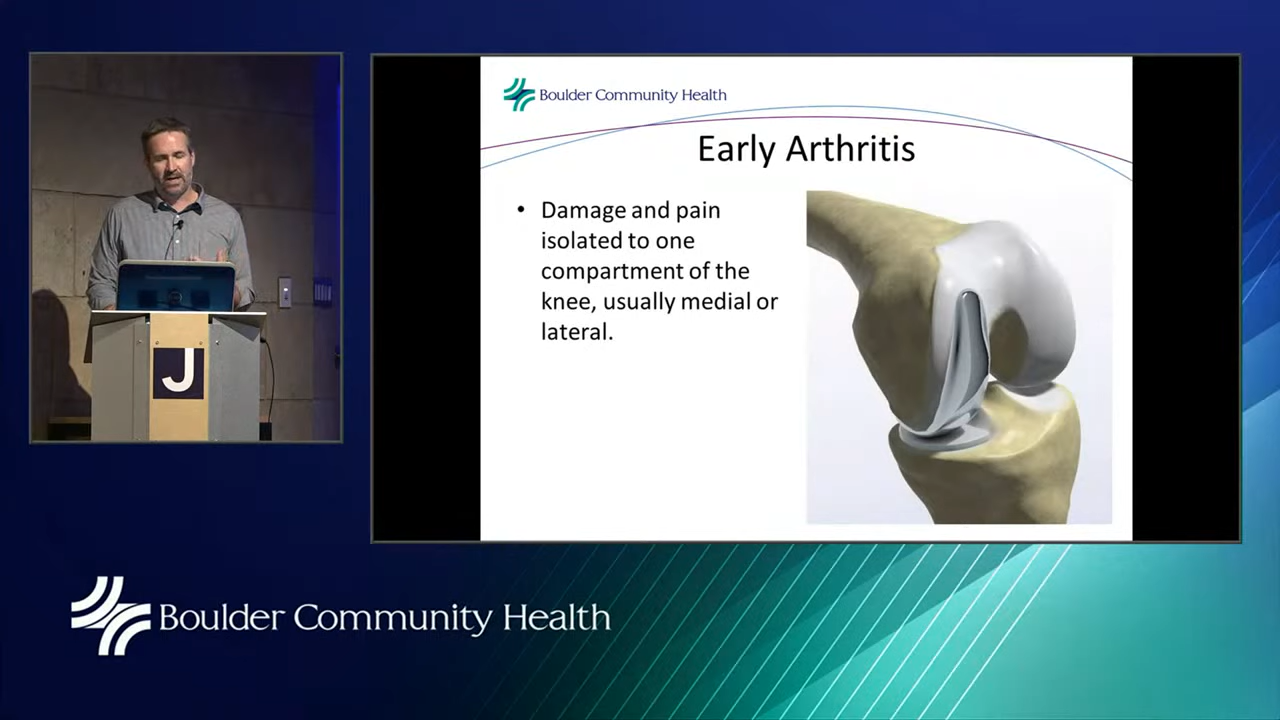 J
Boulder Community Health
Early Arthritis
• Damage and pain
isolated to one
compartment of the
knee, usually medial or
lateral.
Boulder Community Health